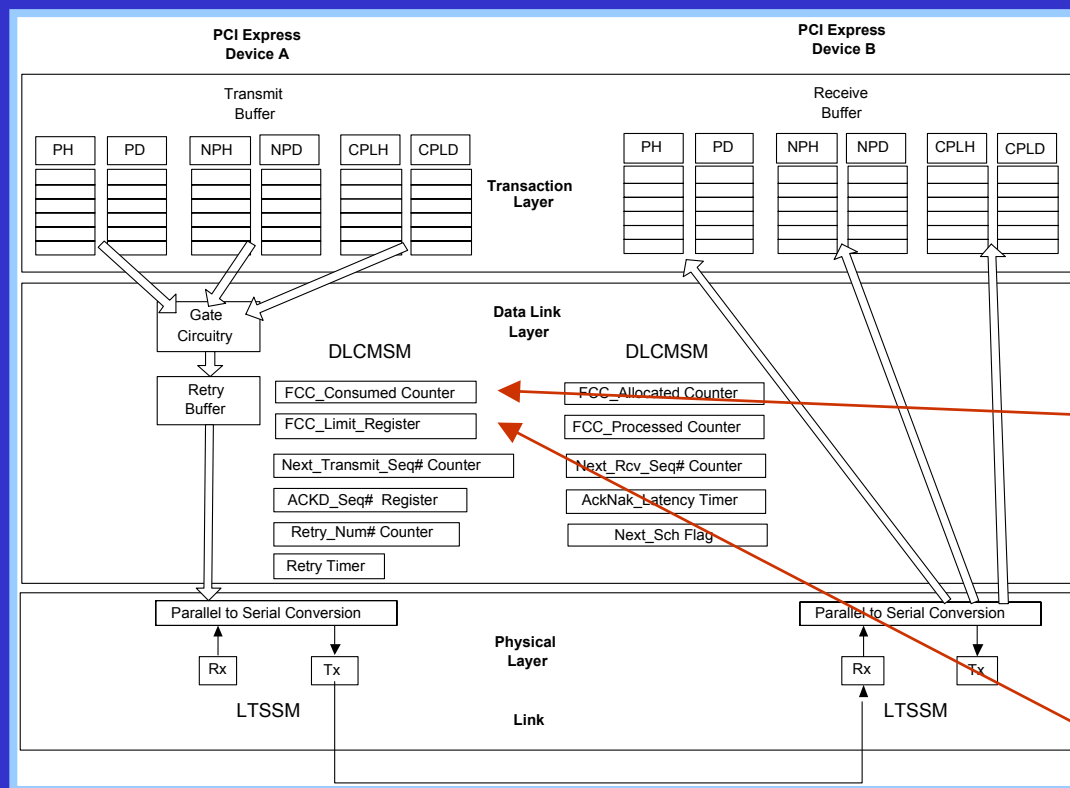 PCI Express
Device A
PCI Express
Device B
Transmit
Buffer
Receive
Buffer
PH PD NPH NPD CPLH CPLD
PH PD NPH NPD CPLH CPLD
Transaction
Layer
Gate
Circuitry
Data Link
Layer
DLCMSM
DLCMSM
Retry
Buffer
FCC_Consumed Counter
FCC_Limit_Register
Next_Transmit_Seq# Counter
ACKD_Seq# Register
Retry_Num# Counter
Retry Timer
FCC_Allocated Counter
FCC_Processed Counter
Next_Rcv_Seq# Counter
AckNak_Latency Timer
Next_Sch Flag
Parallel to Serial Conversion
Parallel to Serial Conversion
Physical
Layer
Rx
Tx
Rx
Tx
LTSSM
Link
LTSSM